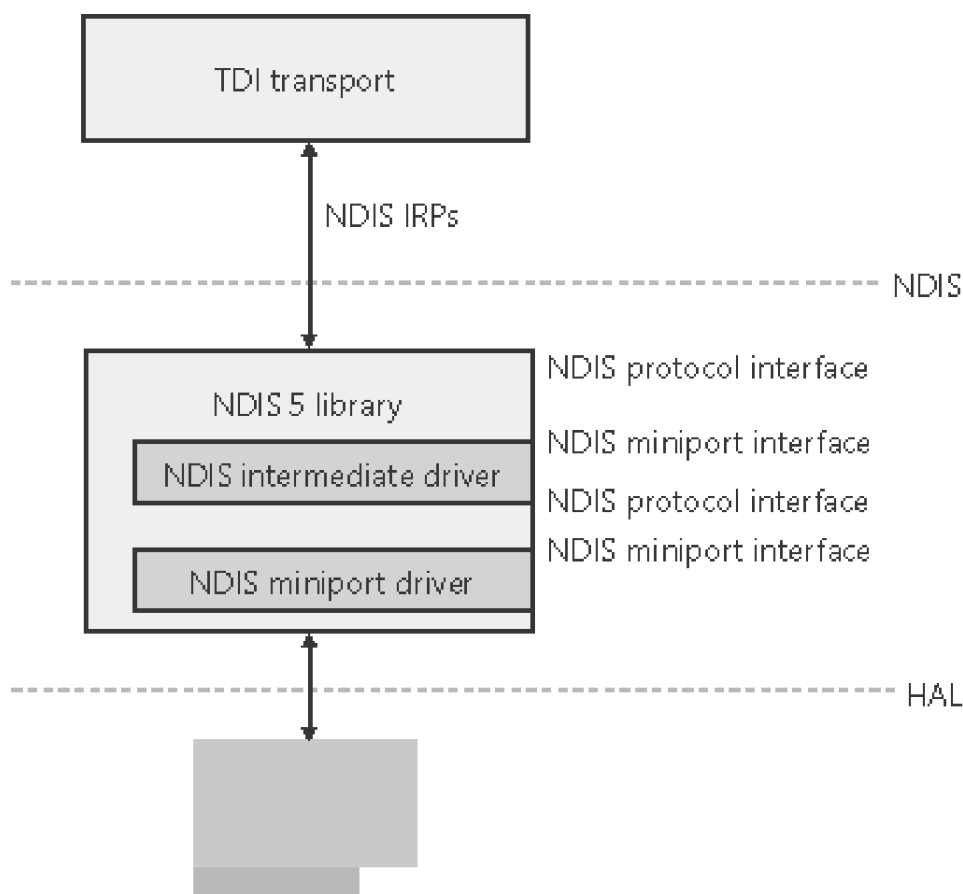 TDI transport
NDIS IRPs
NDIS
NDIS protocol interface
NDIS 5 library
NDIS miniport interface
NDIS intermediate driver
NDIS protocol interface
NDIS miniport interface
NDIS miniport driver
HAL